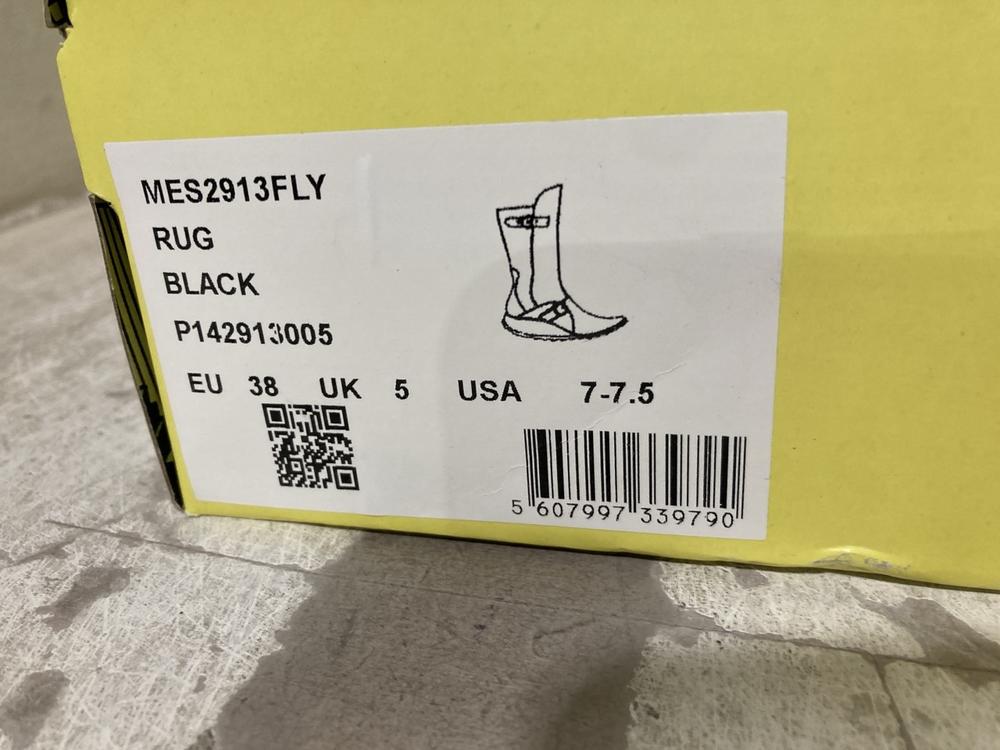 MES2913FLY
RUG
BLACK
P142913005
EU 38 UK 5 USA 7-7.5
5 607997 339790